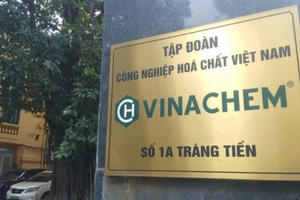 TẬP ĐOÀN
CÔNG NGHIỆP HOÁ CHẤT VIỆT NAM
VINACHEM®
SỐ 1A TRÀNG TIỀN